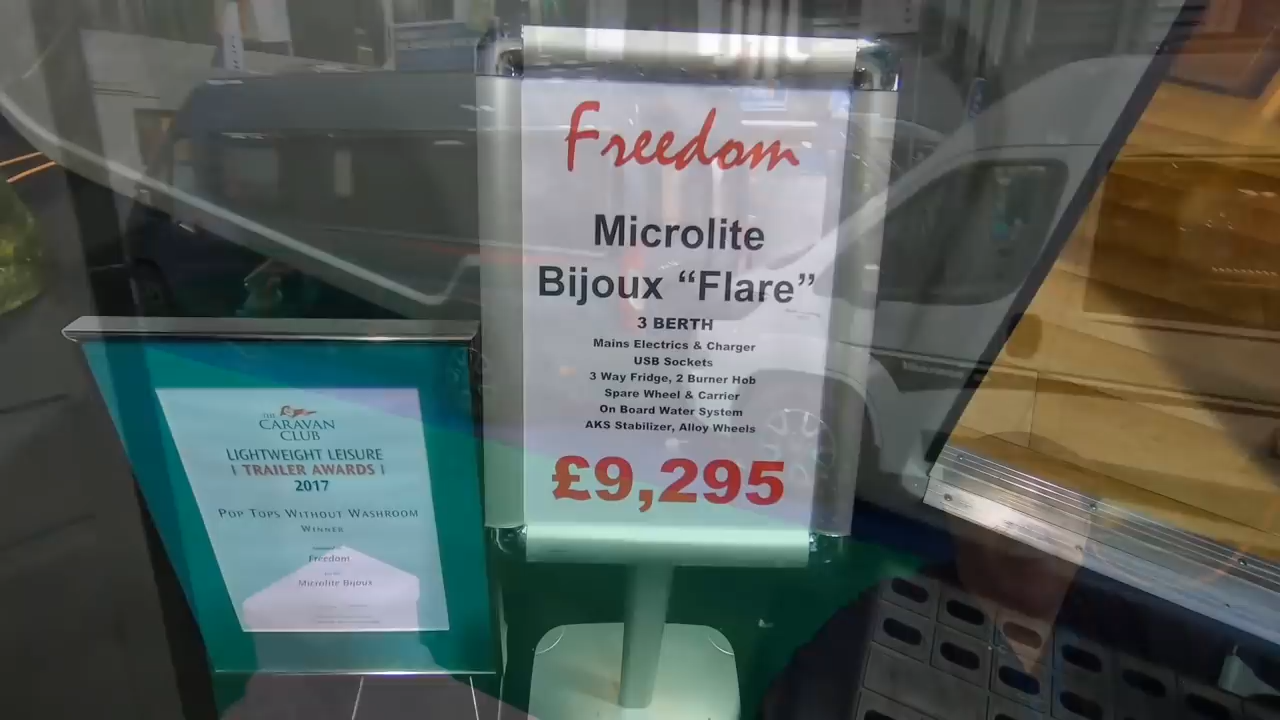 Freedom
Microlite
Bijoux “Flare”
3 BERTH
Mains Electrics & Charger
USB Sockets
3 Way Fridge, 2 Burner Hob
Spare Wheel & Carrier
On Board Water System
AKS Stabilizer, Alloy Wheels
£9,295
THE
CARAVAN
CLUB
LIGHTWEIGHT LEISURE
| TRAILER AWARDS |
2017
POP TOPS WITHOUT WASHROOM
WINNER
Freedom
Microlite Bijoux